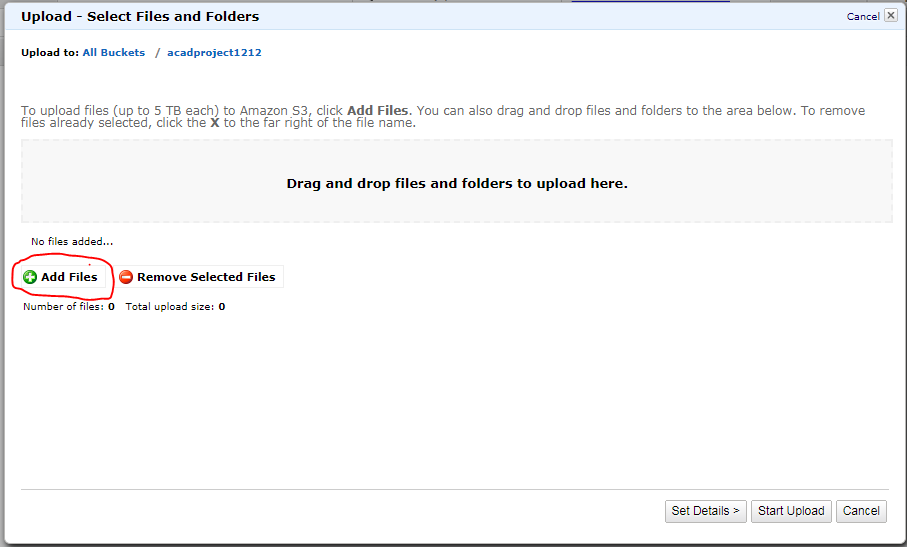 Upload - Select Files and Folders
Cancel
Upload to: All Buckets / acadproject1212
To upload files (up to 5 TB each) to Amazon S3, click Add Files. You can also drag and drop files and folders to the area below. To remove
files already selected, click the X to the far right of the file name.
Drag and drop files and folders to upload here.
No files added...
Add Files Remove Selected Files
Number of files: 0 Total upload size: 0
Set Details > Start Upload Cancel